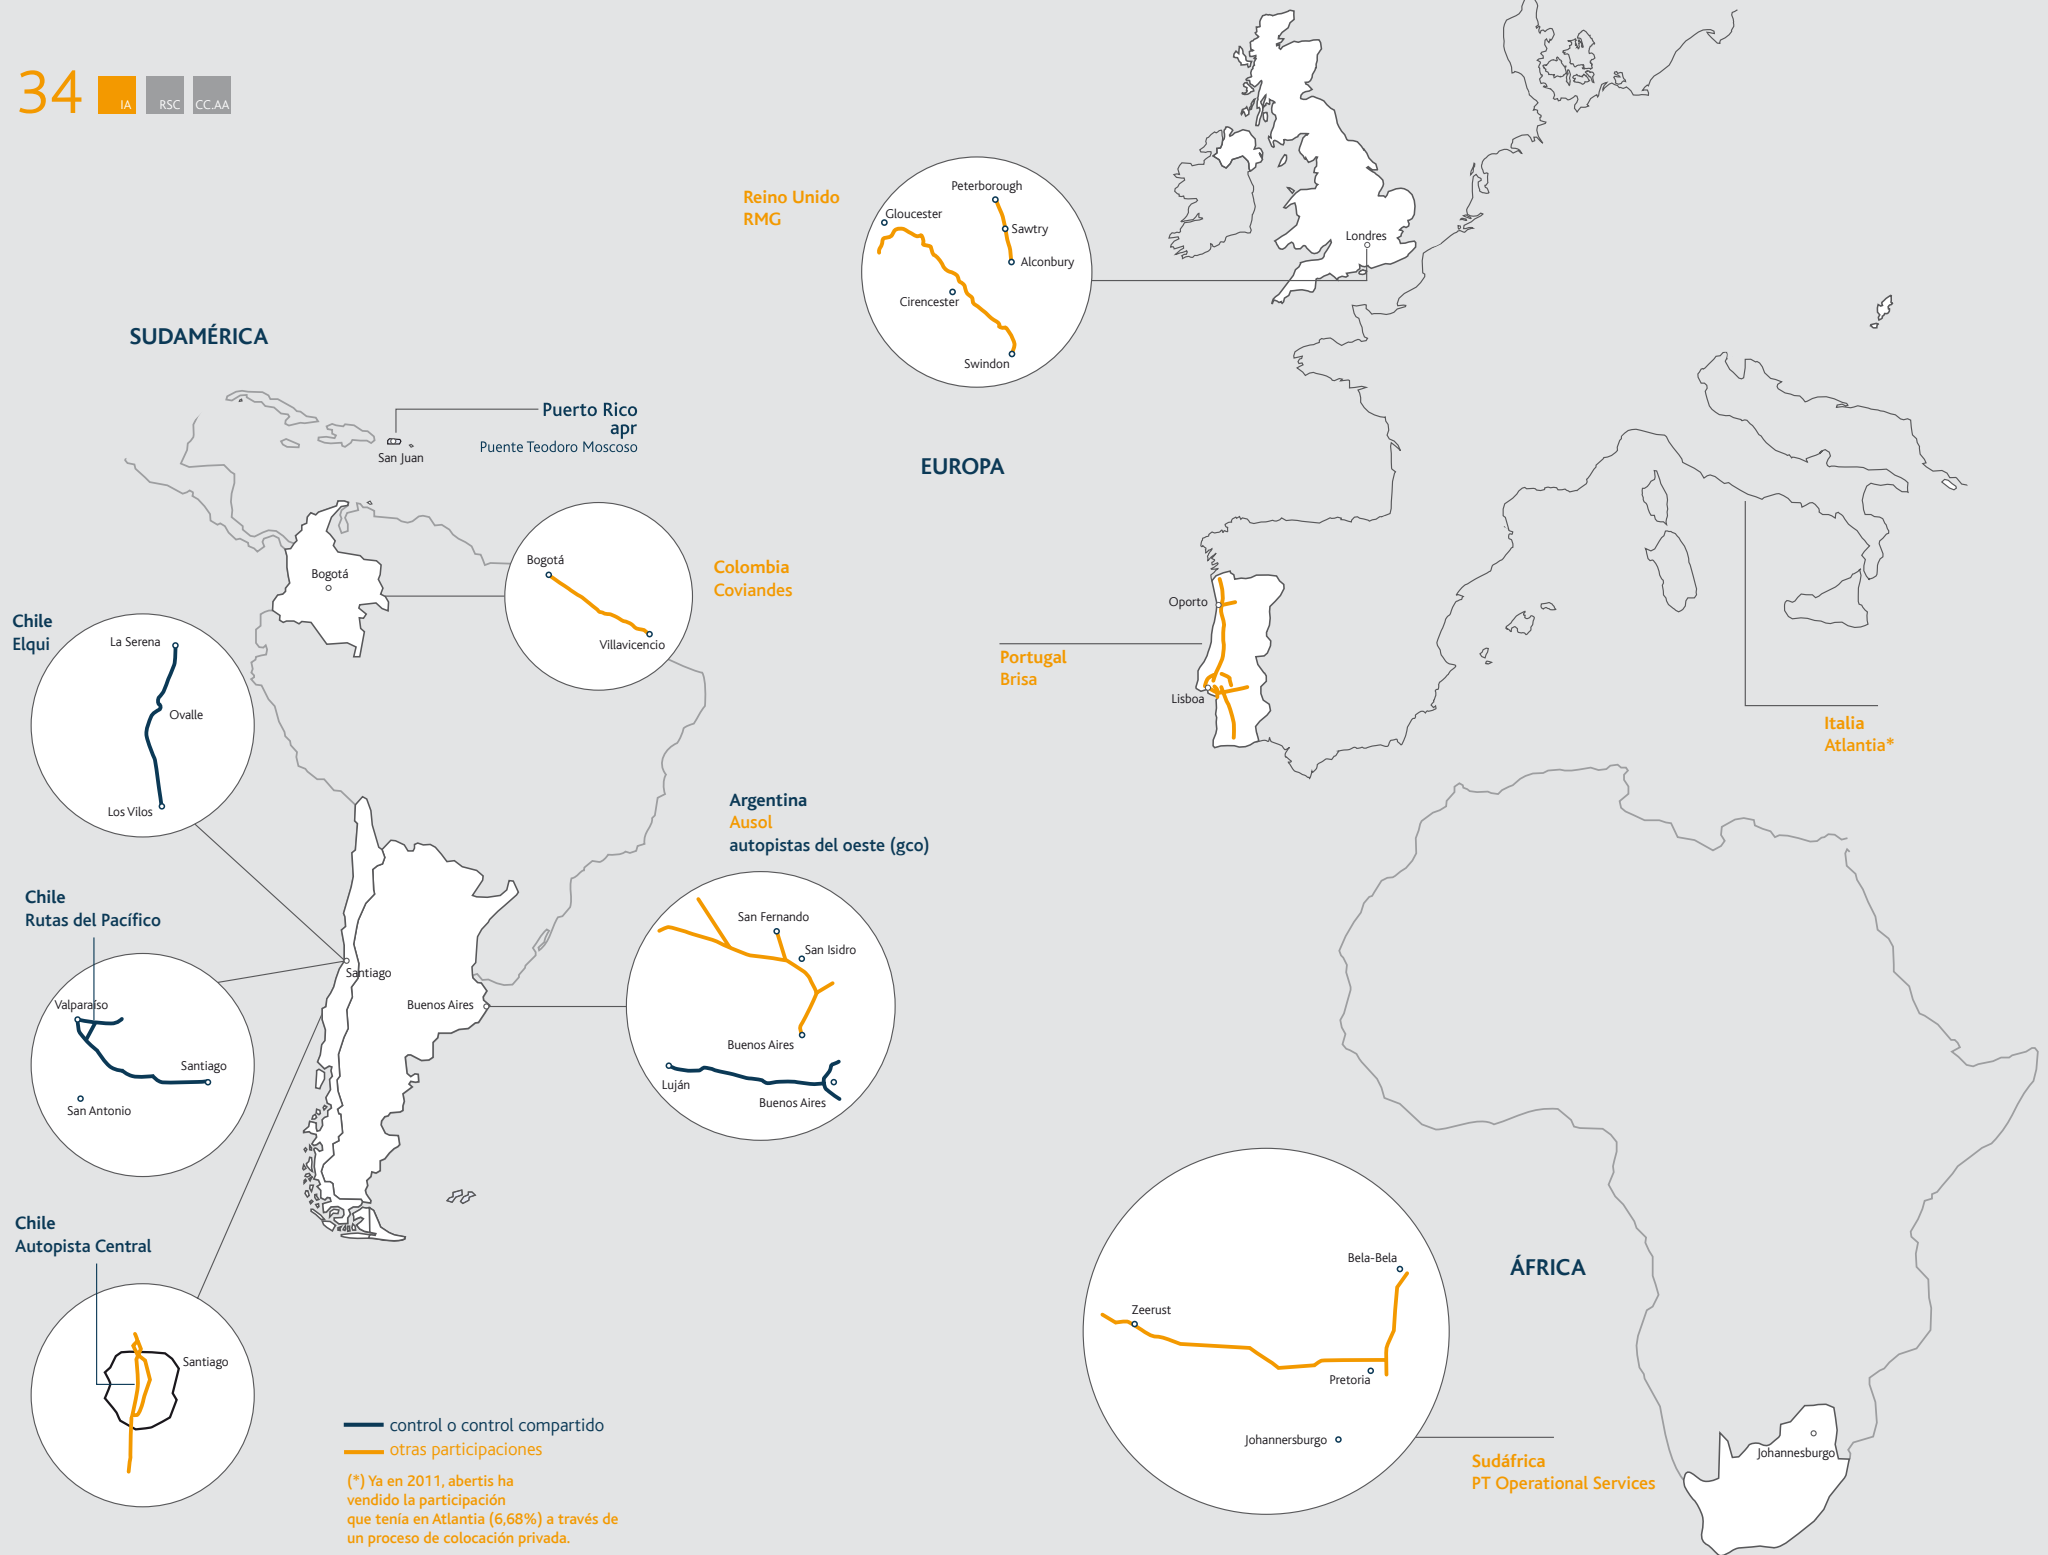 34
IA
RSC
CC.AA
Reino Unido
RMG
Peterborough
Gloucester
Sawtry
Alconbury
Cirencester
Swindon
Londres
SUDAMÉRICA
Puerto Rico
apr
Puente Teodoro Moscoso
San Juan
EUROPA
Bogotá
Bogotá
Villavicencio
Colombia
Coviandes
Chile
Elqui
La Serena
Ovalle
Los Vilos
Oporto
Portugal
Brisa
Lisboa
Italia
Atlantia*
Argentina
Ausol
autopistas del oeste (gco)
Chile
Rutas del Pacífico
San Fernando
San Isidro
Santiago
Buenos Aires
Valparaíso
Santiago
San Antonio
Buenos Aires
Luján
Buenos Aires
Chile
Autopista Central
Santiago
ÁFRICA
Bela-Bela
Zeerust
Pretoria
Johannersburgo
Johannesburgo
Sudáfrica
PT Operational Services
control o control compartido
otras participaciones
(*) Ya en 2011, abertis ha
vendido la participación
que tenía en Atlantia (6,68%) a través de
un proceso de colocación privada.